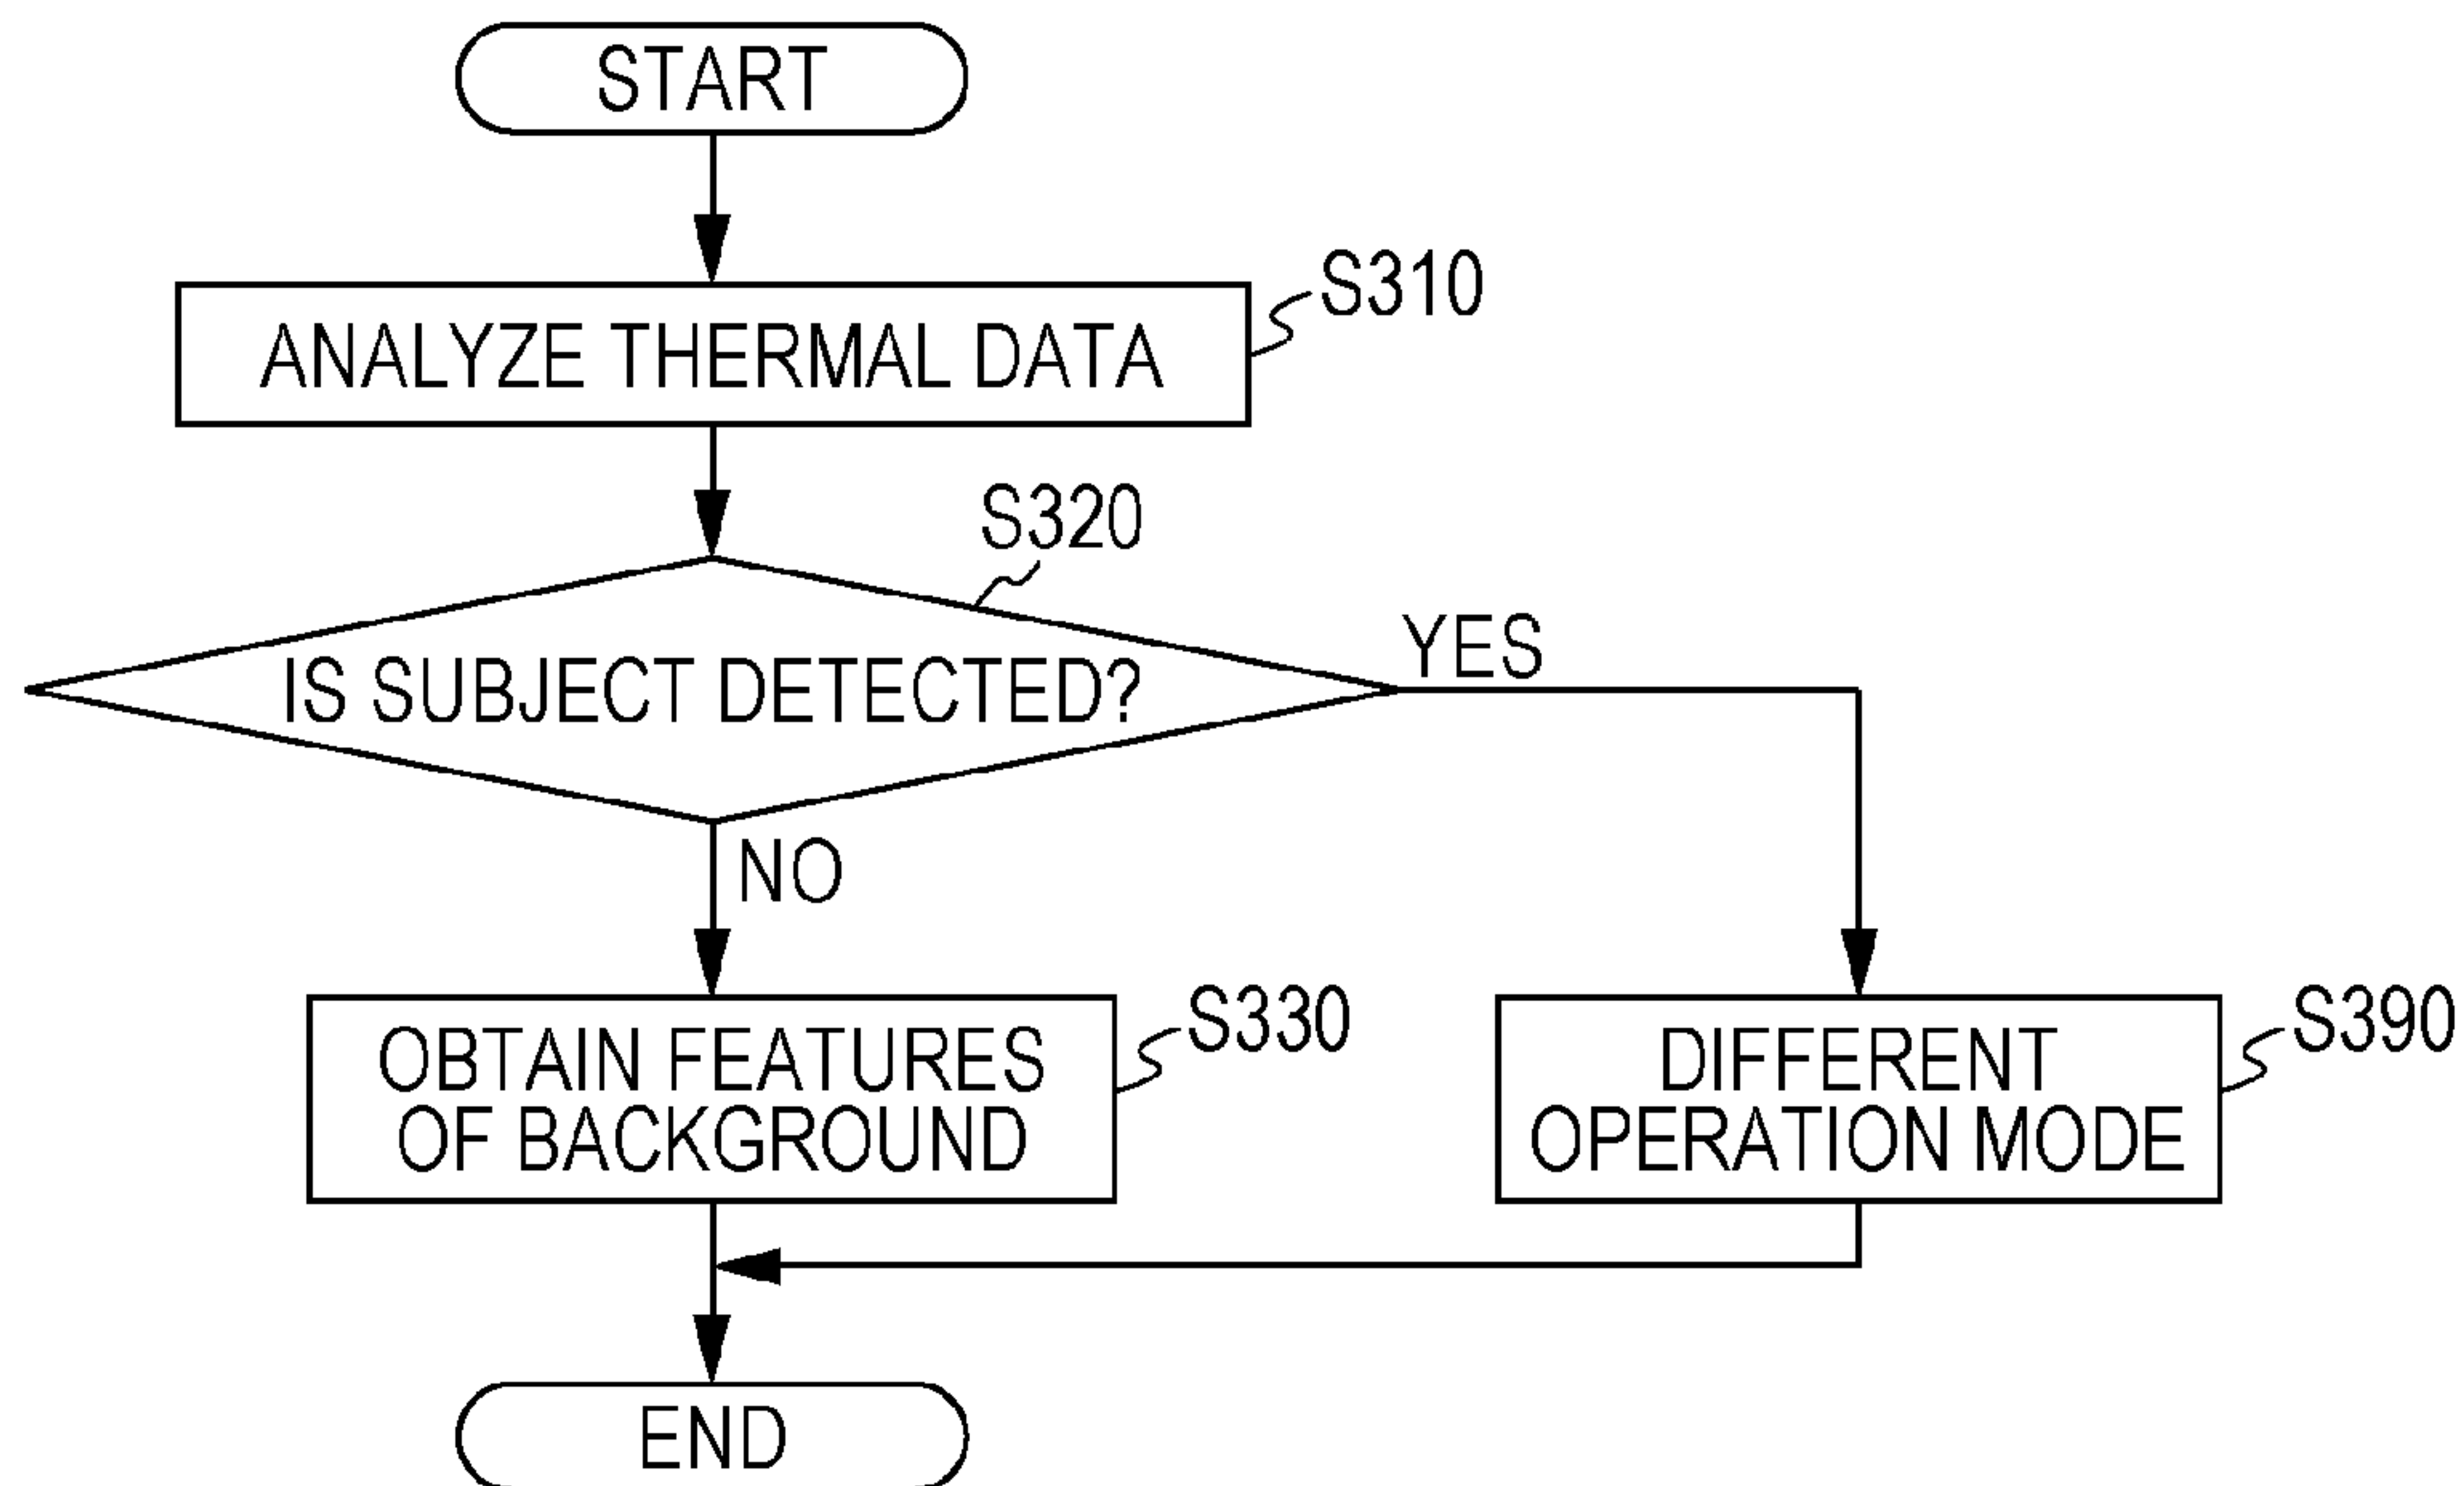 START
S310
ANALYZE THERMAL DATA
S320
IS SUBJECT DETECTED?
YES
NO
S330
OBTAIN FEATURES
OF BACKGROUND
S390
DIFFERENT
OPERATION MODE
END